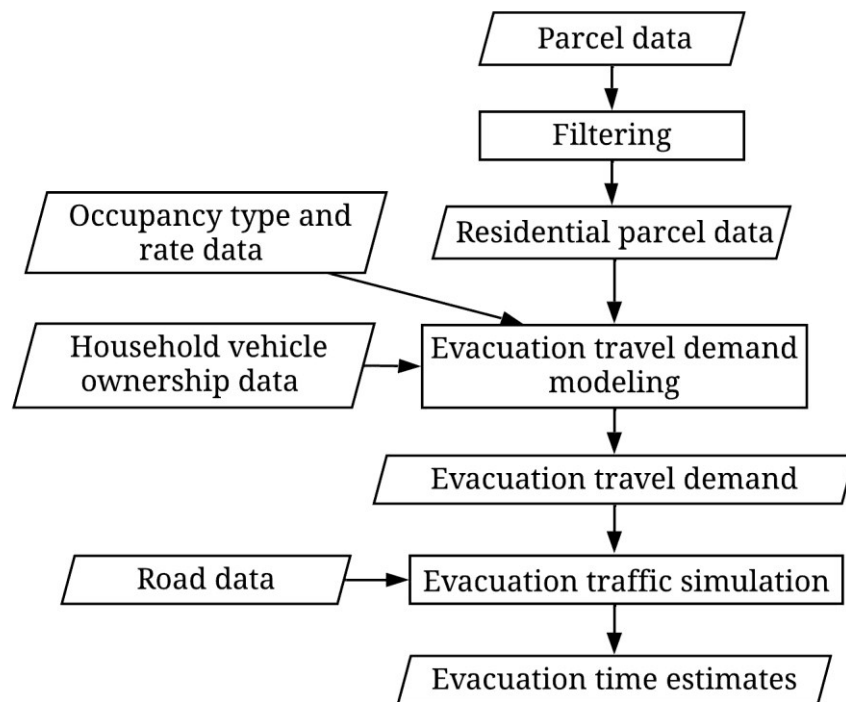 Parcel data
Filtering
Occupancy type and
rate data
Residential parcel data
Household vehicle
ownership data
Evacuation travel demand
modeling
Evacuation travel demand
Road data
Evacuation traffic simulation
Evacuation time estimates